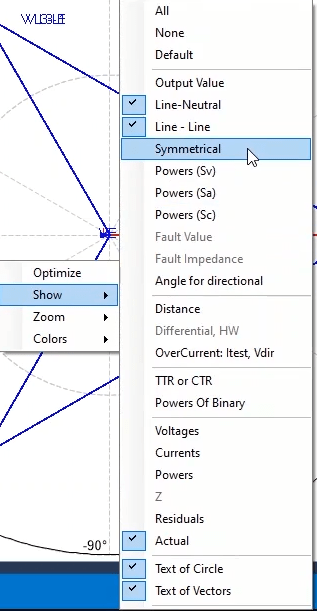 All
None
Default
Output Value
Line-Neutral
Line - Line
Symmetrical
Powers (Sv)
Powers (Sa)
Powers (Sc)
Fault Value
Fault Impedance
Angle for directional
Optimize
Show
Zoom
Colors
Distance
Differential, HW
OverCurrent: Itest, Vdir
TTR or CTR
Powers Of Binary
Voltages
Currents
Powers
Z
Residuals
Actual
-90°
Text of Circle
Text of Vectors